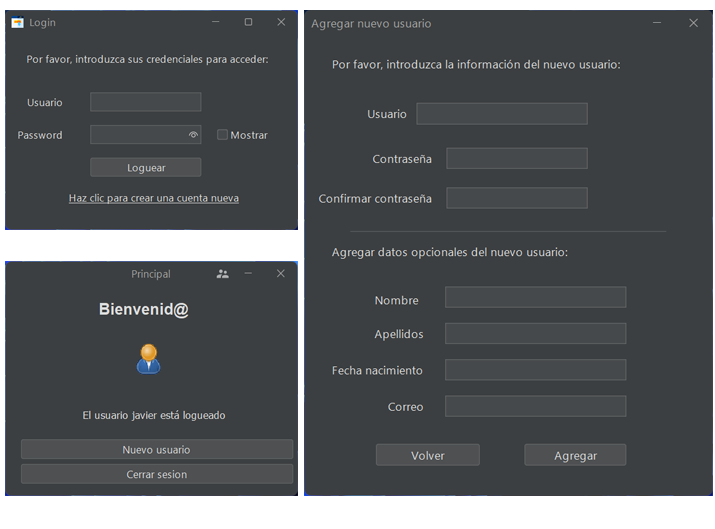 Login
Por favor, introduzca sus credenciales para acceder:
Usuario
Password
Mostrar
Loguear
Haz clic para crear una cuenta nueva
Principal
Bienvenid@
El usuario javier está logueado
Nuevo usuario
Cerrar sesion
Agregar nuevo usuario
Por favor, introduzca la información del nuevo usuario:
Usuario
Contraseña
Confirmar contraseña
Agregar datos opcionales del nuevo usuario:
Nombre
Apellidos
Fecha nacimiento
Correo
Volver
Agregar